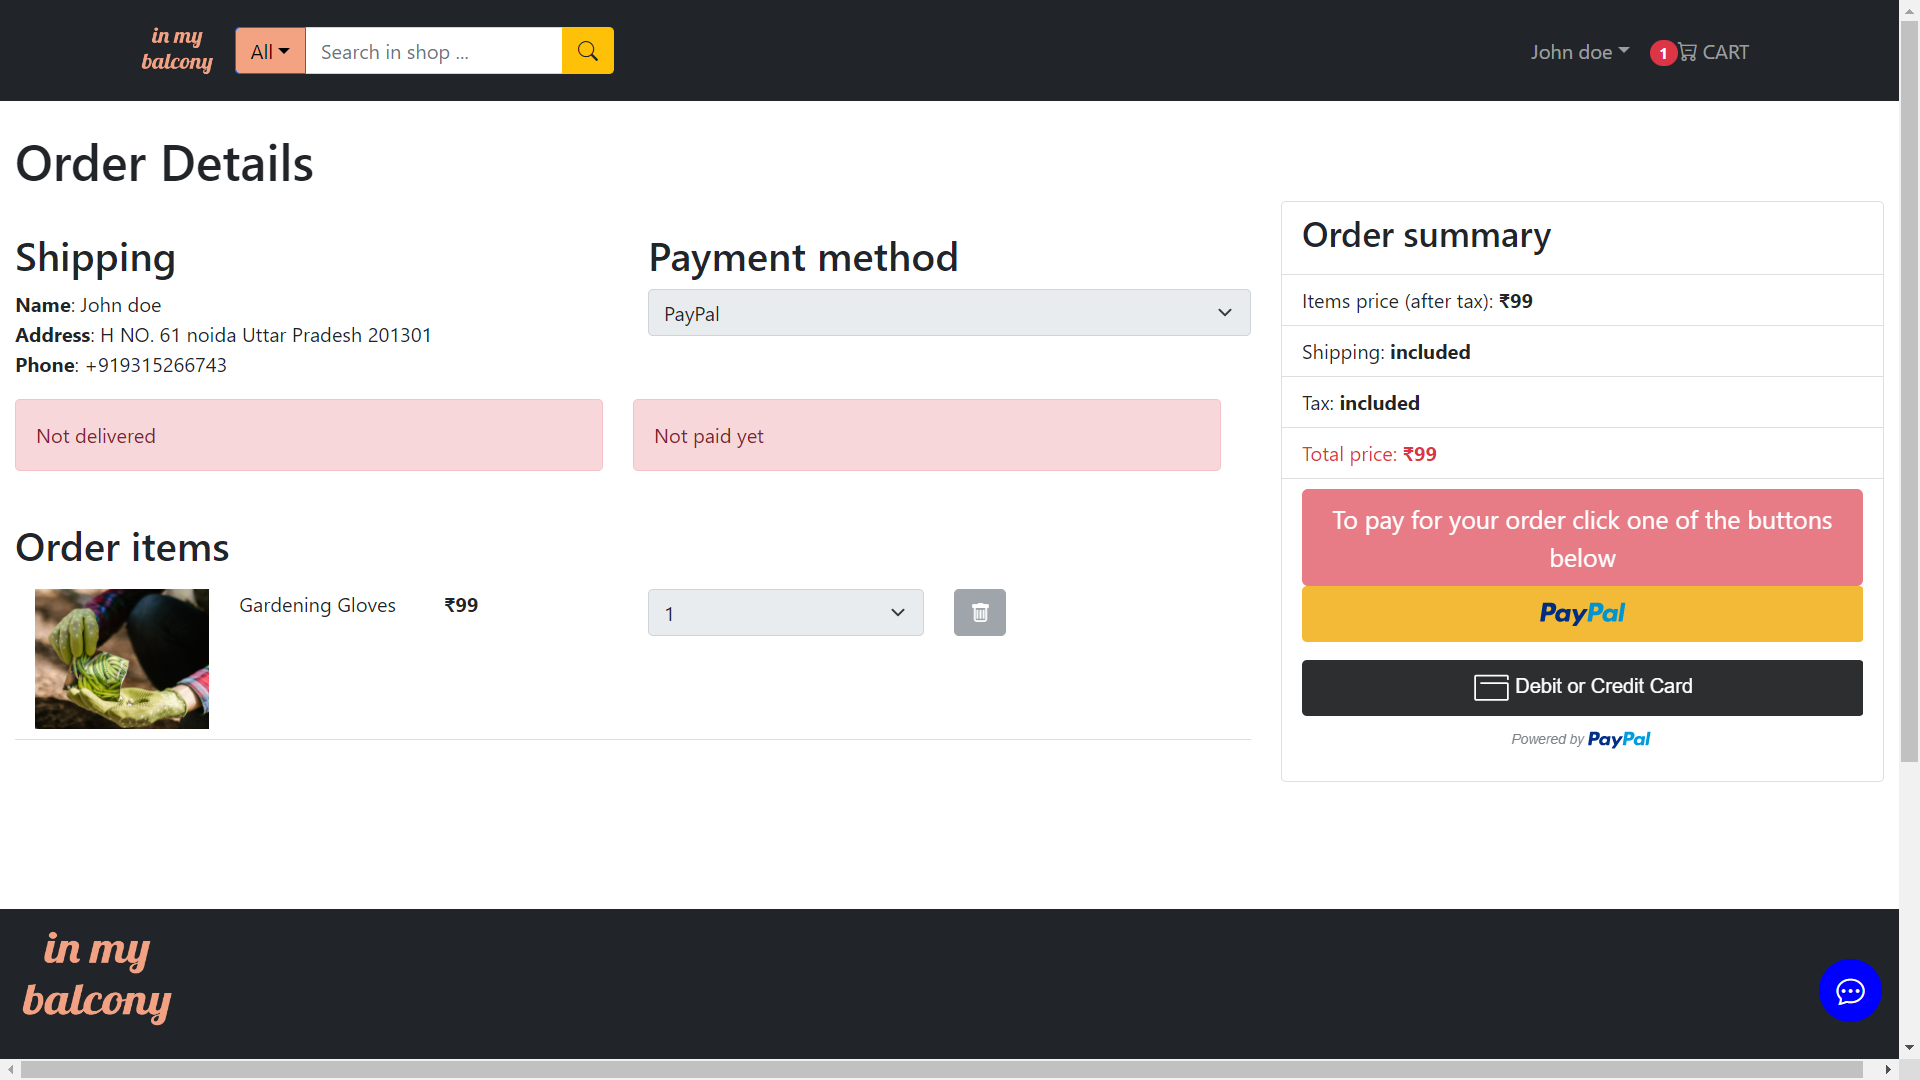 in my
balcony
All
Search in shop ...
John doe
1
CART
Order Details
Shipping
Name: John doe
Address: H NO. 61 noida Uttar Pradesh 201301
Phone: +919315266743
Payment method
PayPal
Not delivered
Not paid yet
Order items
Gardening Gloves
₹99
1
Order summary
Items price (after tax): ₹99
Shipping: included
Tax: included
Total price: ₹99
To pay for your order click one of the buttons
below
PayPal
Debit or Credit Card
Powered by PayPal
in my
balcony